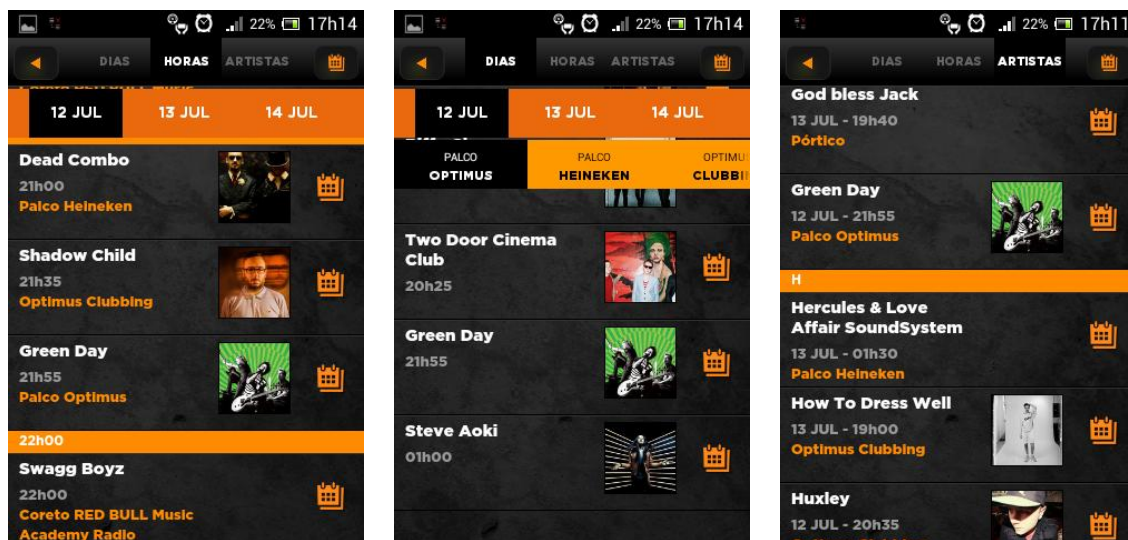 22% 17h14
DIAS HORAS ARTISTAS
12 JUL 13 JUL 14 JUL
Dead Combo
21h00
Palco Heineken
Shadow Child
21h35
Optimus Clubbing
Green Day
21h55
Palco Optimus
22h00
Swagg Boyz
22h00
Coreto RED BULL Music
Academy Radio
22% 17h14
DIAS HORAS ARTISTAS
12 JUL 13 JUL 14 JUL
PALCO PALCO OPTIMU
OPTIMUS HEINEKEN CLUBBI
Two Door Cinema
Club
20h25
Green Day
21h55
Steve Aoki
01h00
22% 17h11
DIAS HORAS ARTISTAS
God bless Jack
13 JUL - 19h40
Pórtico
Green Day
12 JUL - 21h55
Palco Optimus
H
Hercules & Love
Affair SoundSystem
13 JUL - 01h30
Palco Heineken
How To Dress Well
13 JUL - 19h00
Optimus Clubbing
Huxley
12 JUL - 20h35